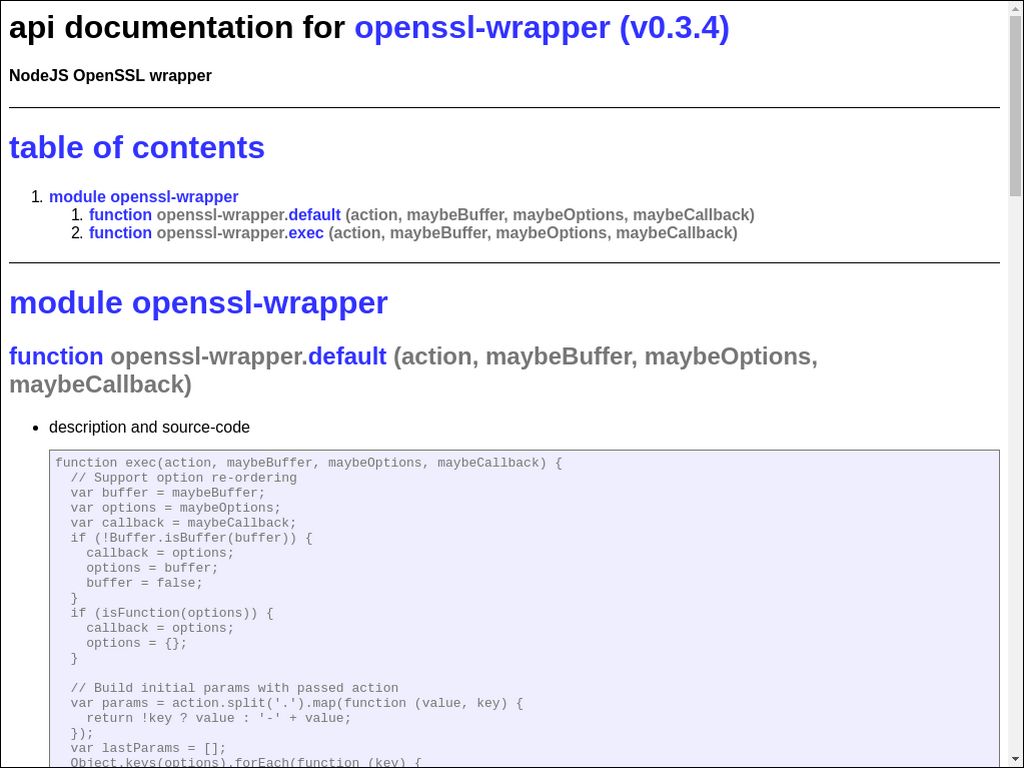 api documentation for openssl-wrapper (v0.3.4)
NodeJS OpenSSL wrapper
table of contents
1. module openssl-wrapper
1. function openssl-wrapper.default (action, maybeBuffer, maybeOptions, maybeCallback)
2. function openssl-wrapper.exec (action, maybeBuffer, maybeOptions, maybeCallback)
module openssl-wrapper
function openssl-wrapper.default (action, maybeBuffer, maybeOptions,
maybeCallback)
• description and source-code
function exec(action, maybeBuffer, maybeOptions, maybeCallback) {
  // Support option re-ordering
  var buffer = maybeBuffer;
  var options = maybeOptions;
  var callback = maybeCallback;
  if (!Buffer.isBuffer(buffer)) {
    callback = options;
    options = buffer;
    buffer = false;
  }
  if (isFunction(options)) {
    callback = options;
    options = {};
  }
  // Build initial params with passed action
  var params = action.split('.').map(function (value, key) {
    return !key ? value : '-' + value;
  });
  var lastParams = [];
  Object.keys(options).forEach(function (key) {